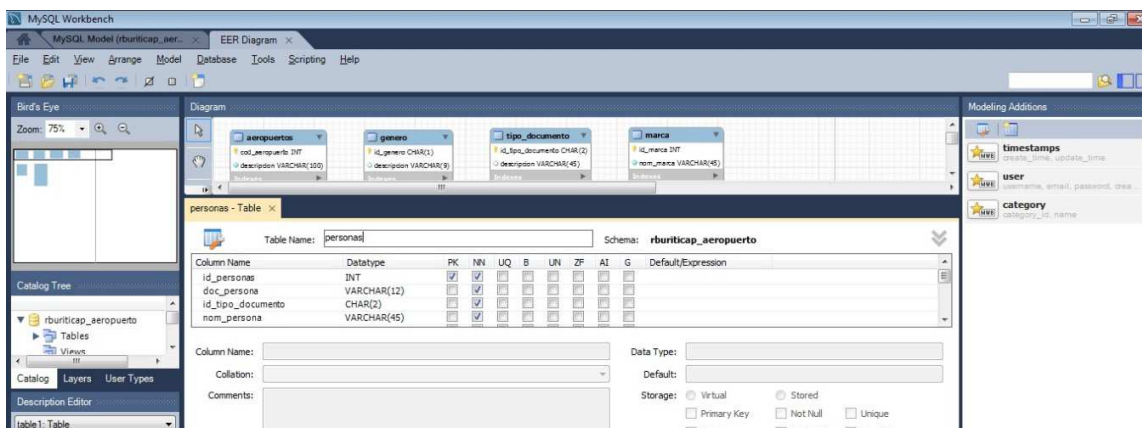 MySQL Workbench
MySQL Model (rburiticap_aer... × EER Diagram ×
File Edit View Arrange Model Database Tools Scripting Help
Bird's Eye
Zoom: 75%
Diagram
aeropuertos
cod_aeropuerto INT
descripcion VARCHAR(100)
Indexes
genero
id_genero CHAR(1)
descripcion VARCHAR(9)
Indexes
tipo_documento
id_tipo_documento CHAR(2)
descripcion VARCHAR(45)
Indexes
marca
id_marca INT
nom_marca VARCHAR(45)
Indexes
Modeling Additions
timestamps
create_time, update_time
user
username, email, password, crea...
category
category_id, name
personas - Table ×
Table Name: personas Schema: rburiticap_aeropuerto
Column Name Datatype PK NN UQ B UN ZF AI G Default/Expression
id_personas INT
doc_persona VARCHAR(12)
id_tipo_documento CHAR(2)
nom_persona VARCHAR(45)
Catalog Tree
rburiticap_aeropuerto
Tables
Views
Catalog Layers User Types
Description Editor
table1: Table
Column Name: Data Type:
Collation: Default:
Comments: Storage: Virtual Stored
Primary Key Not Null Unique